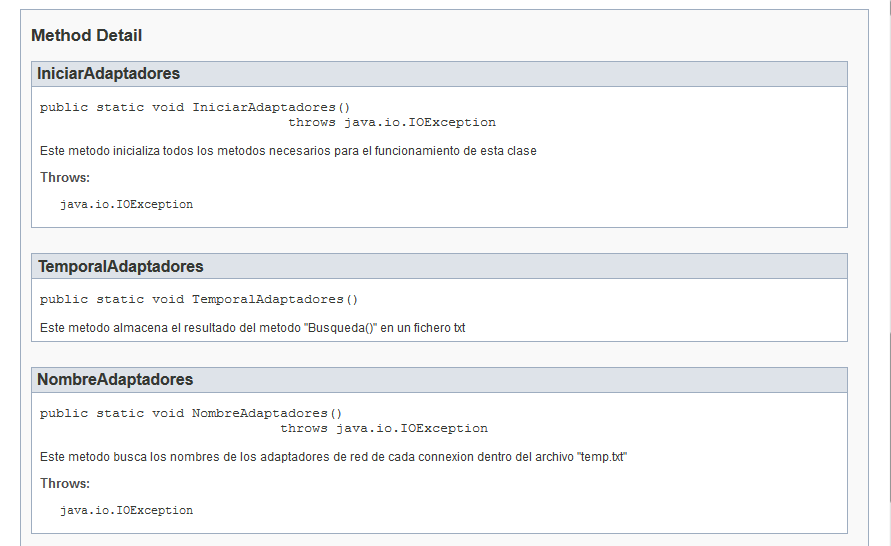 Method Detail
IniciarAdaptadores
public static void IniciarAdaptadores()
throws java.io.IOException
Este metodo inicializa todos los metodos necesarios para el funcionamiento de esta clase
Throws:
java.io.IOException
TemporalAdaptadores
public static void TemporalAdaptadores()
Este metodo almacena el resultado del metodo "Busqueda()" en un fichero txt
NombreAdaptadores
public static void NombreAdaptadores()
throws java.io.IOException
Este metodo busca los nombres de los adaptadores de red de cada connexion dentro del archivo "temp.txt"
Throws:
java.io.IOException